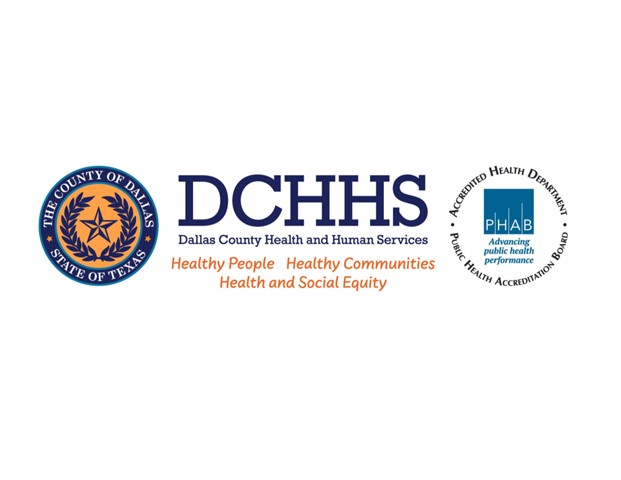 THE COUNTY OF DALLAS
STATE OF TEXAS
DCHHS
Dallas County Health and Human Services
Healthy People Healthy Communities
Health and Social Equity
ACCREDITED HEALTH DEPARTMENT
PHAB
Advancing
public health
performance
PUBLIC HEALTH ACCREDITATION BOARD